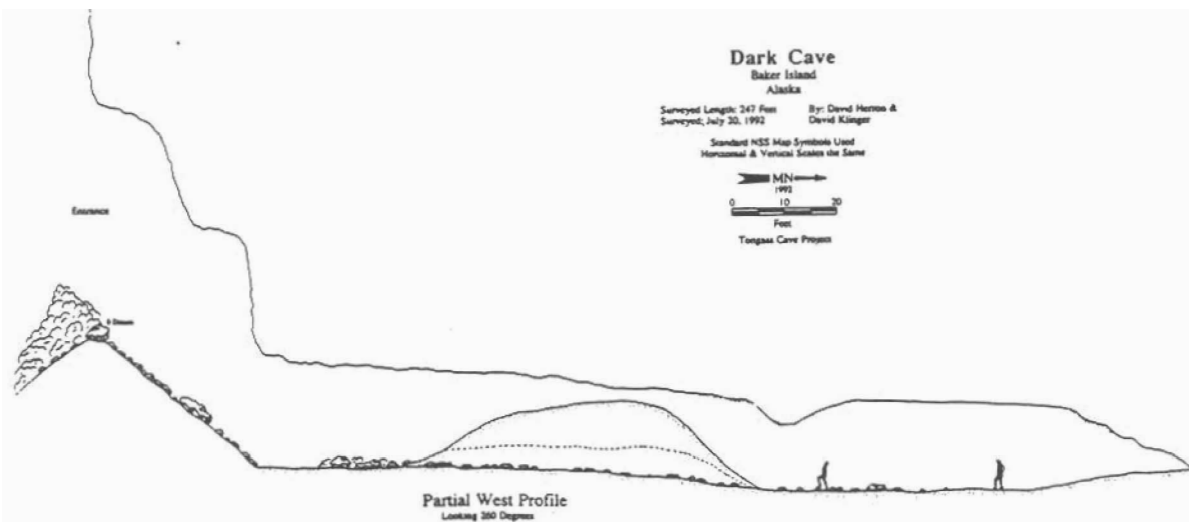 Dark Cave
Baker Island
Alaska
Surveyed Length: 247 Feet
Surveyed; July 20, 1992
By: David Herron &
David Klinger
Standard NSS Map Symbols Used
Horizontal & Vertical Scales the Same
MN
1992
0 10 20
Feet
Tongass Cave Project
Entrance
Partial West Profile
Looking 260 Degrees